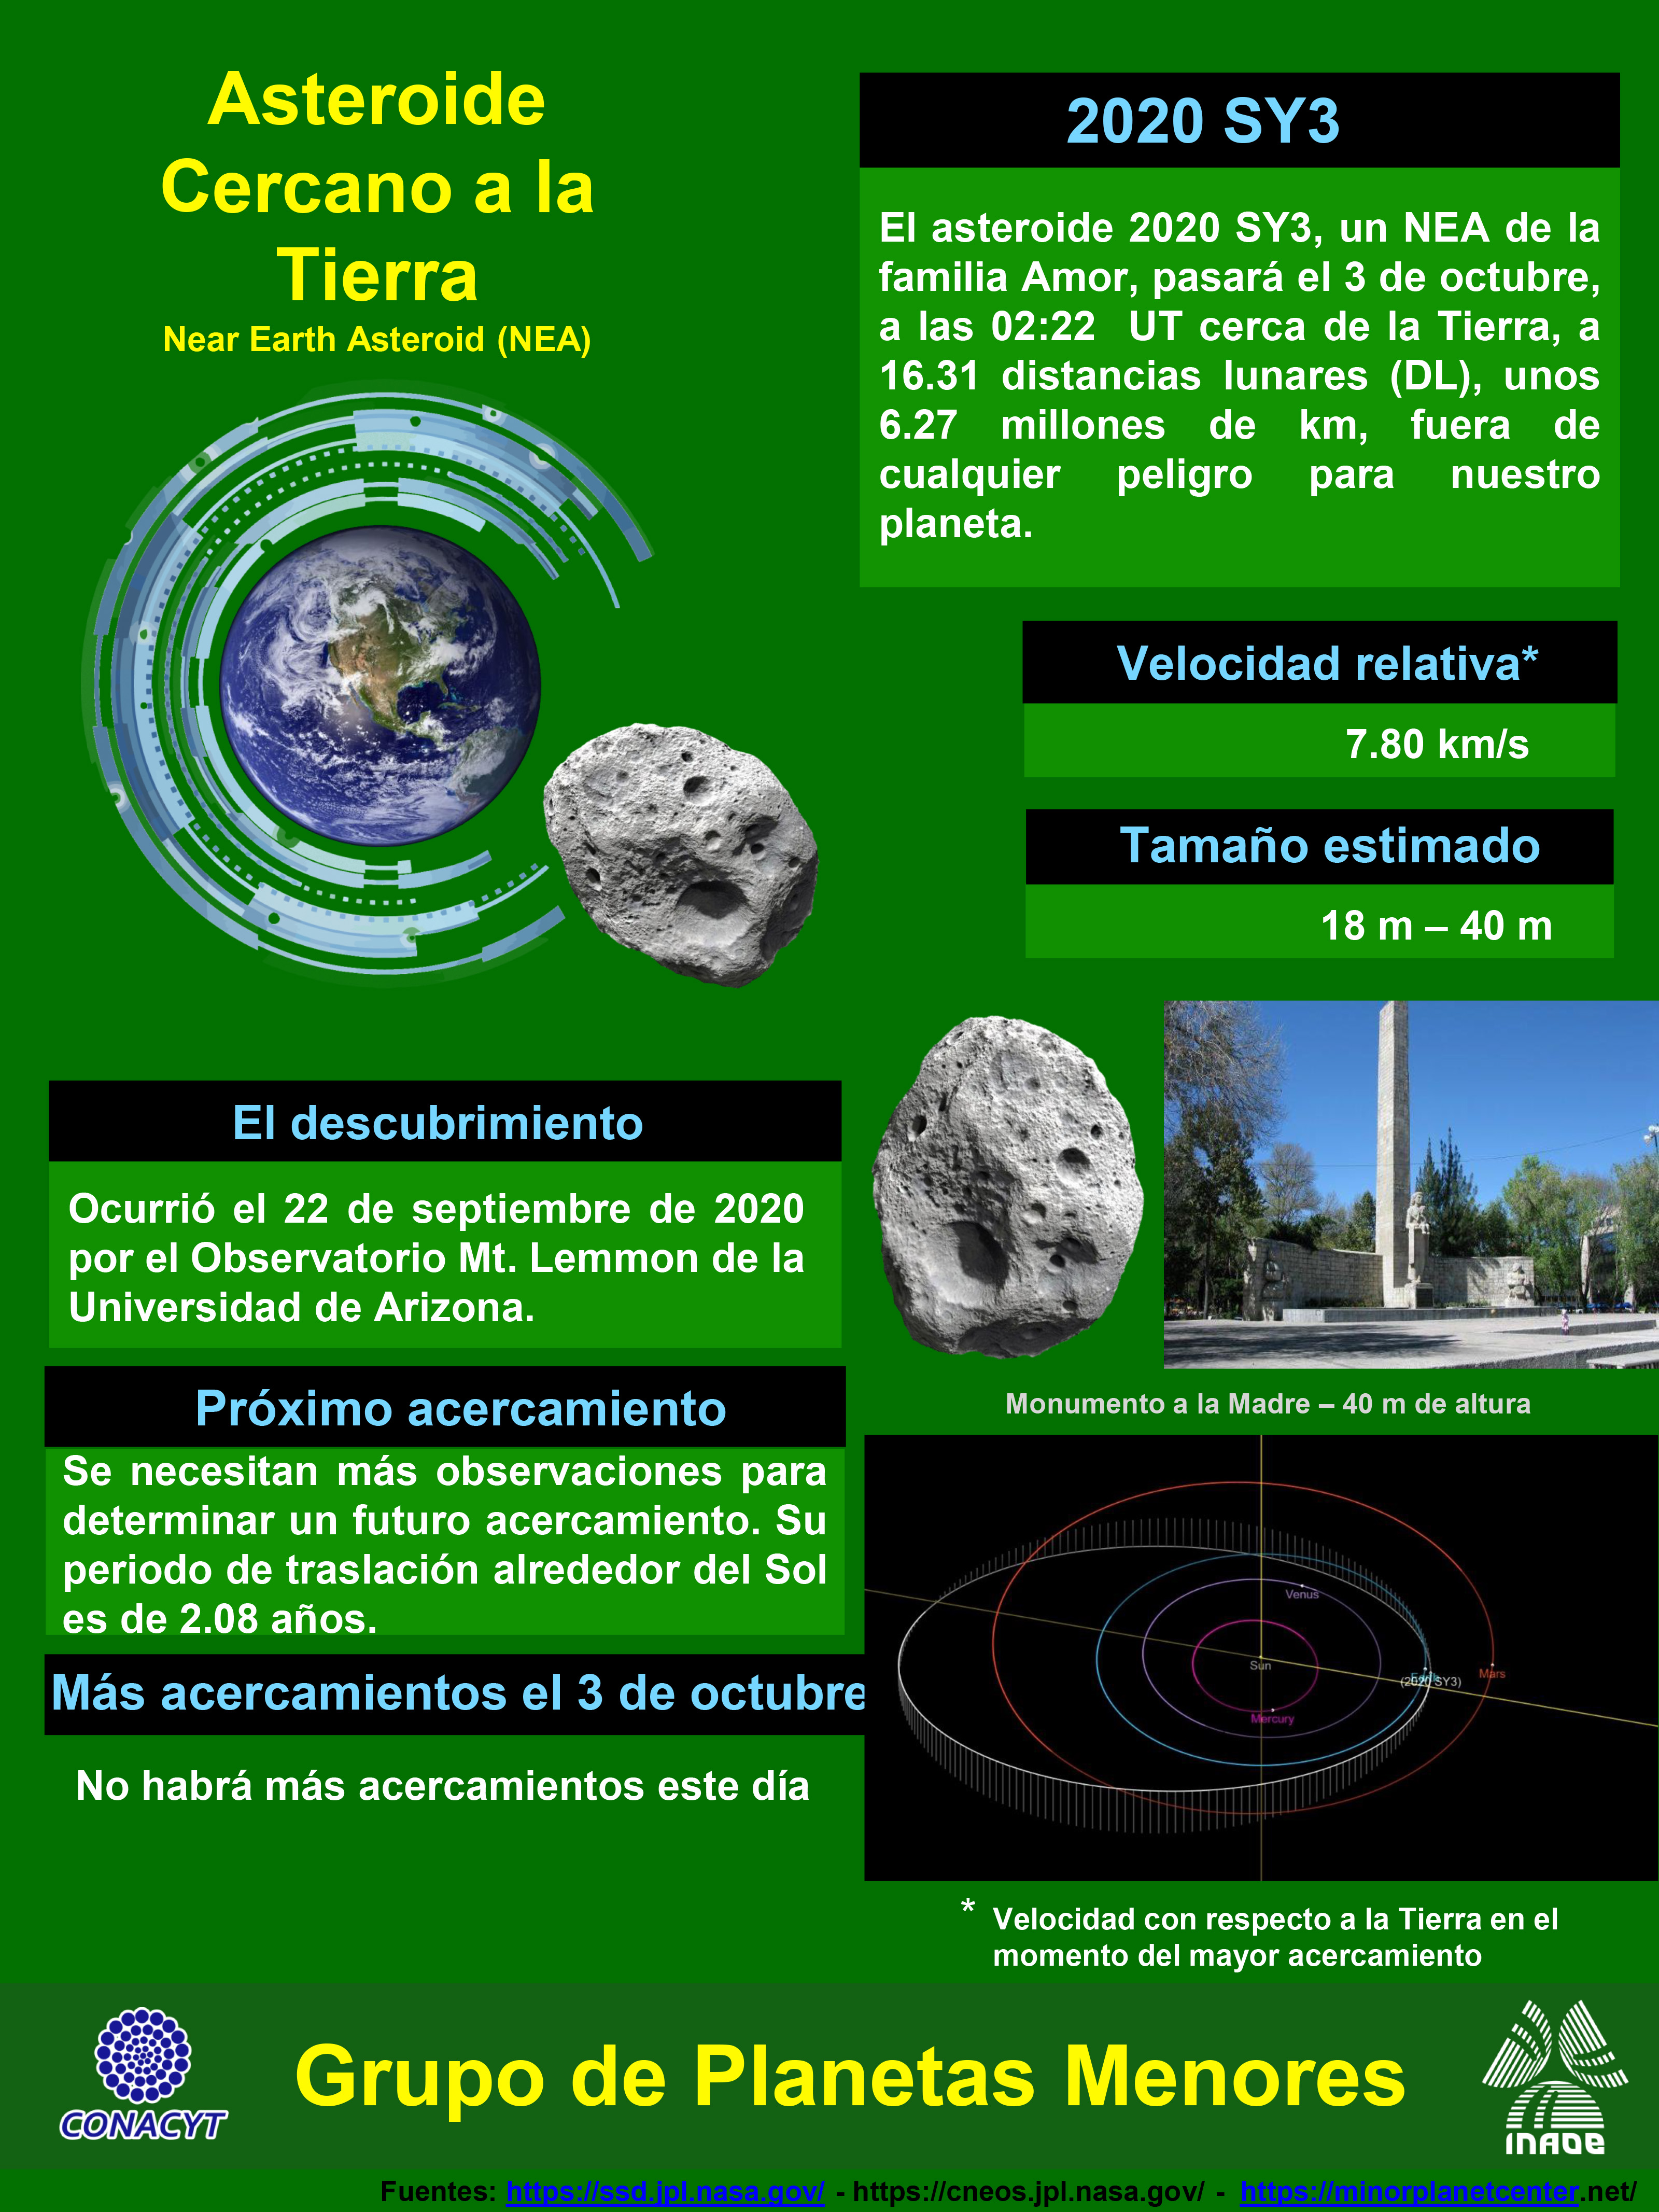 Asteroide
Cercano a la
Tierra
Near Earth Asteroid (NEA)
2020 SY3
El asteroide 2020 SY3, un NEA de la
familia Amor, pasará el 3 de octubre,
a las 02:22 UT cerca de la Tierra, a
16.31 distancias lunares (DL), unos
6.27 millones de km, fuera de
cualquier peligro para nuestro
planeta.
Velocidad relativa*
7.80 km/s
Tamaño estimado
18 m – 40 m
El descubrimiento
Ocurrió el 22 de septiembre de 2020
por el Observatorio Mt. Lemmon de la
Universidad de Arizona.
Monumento a la Madre – 40 m de altura
Próximo acercamiento
Se necesitan más observaciones para
determinar un futuro acercamiento. Su
periodo de traslación alrededor del Sol
es de 2.08 años.
Más acercamientos el 3 de octubre
No habrá más acercamientos este día
Venus
Sun
Earth
(2020 SY3)
Mars
Mercury
* Velocidad con respecto a la Tierra en el
momento del mayor acercamiento
CONACYT
Grupo de Planetas Menores
INAOE
Fuentes: https://ssd.jpl.nasa.gov/ - https://cneos.jpl.nasa.gov/ - https://minorplanetcenter.net/